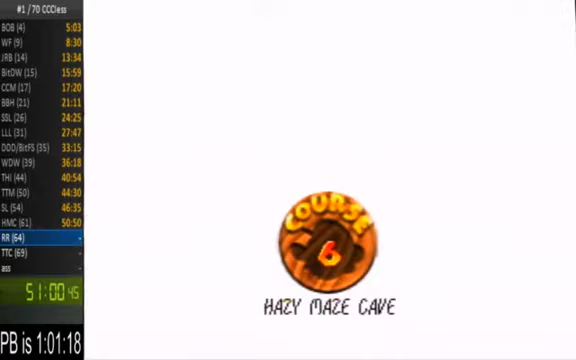 #1 / 70 CCCless
BOB (4) 5:03
WF (9) 8:30
JRB (14) 13:34
BitDW (15) 15:59
CCM (17) 17:20
BBH (21) 21:11
SSL (26) 24:25
LLL (31) 27:47
DDD/BitFS (35) 33:15
WDW (39) 36:18
THI (44) 40:54
TTM (50) 44:30
SL (54) 46:35
HMC (61) 50:50
RR (64) -
TTC (69) -
ass -
51:00 45
PB is 1:01:18
COURSE
6
HAZY MAZE CAVE